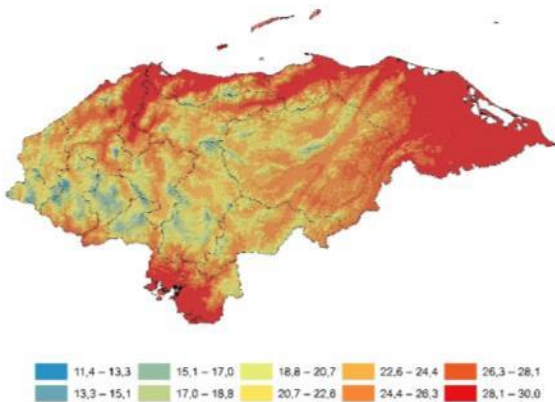 11,4 – 13,3 15,1 – 17,0 18,8 – 20,7 22,6 – 24,4 26,3 – 28,1
13,3 – 15,1 17,0 – 18,8 20,7 – 22,6 24,4 – 26,3 28,1 – 30,0